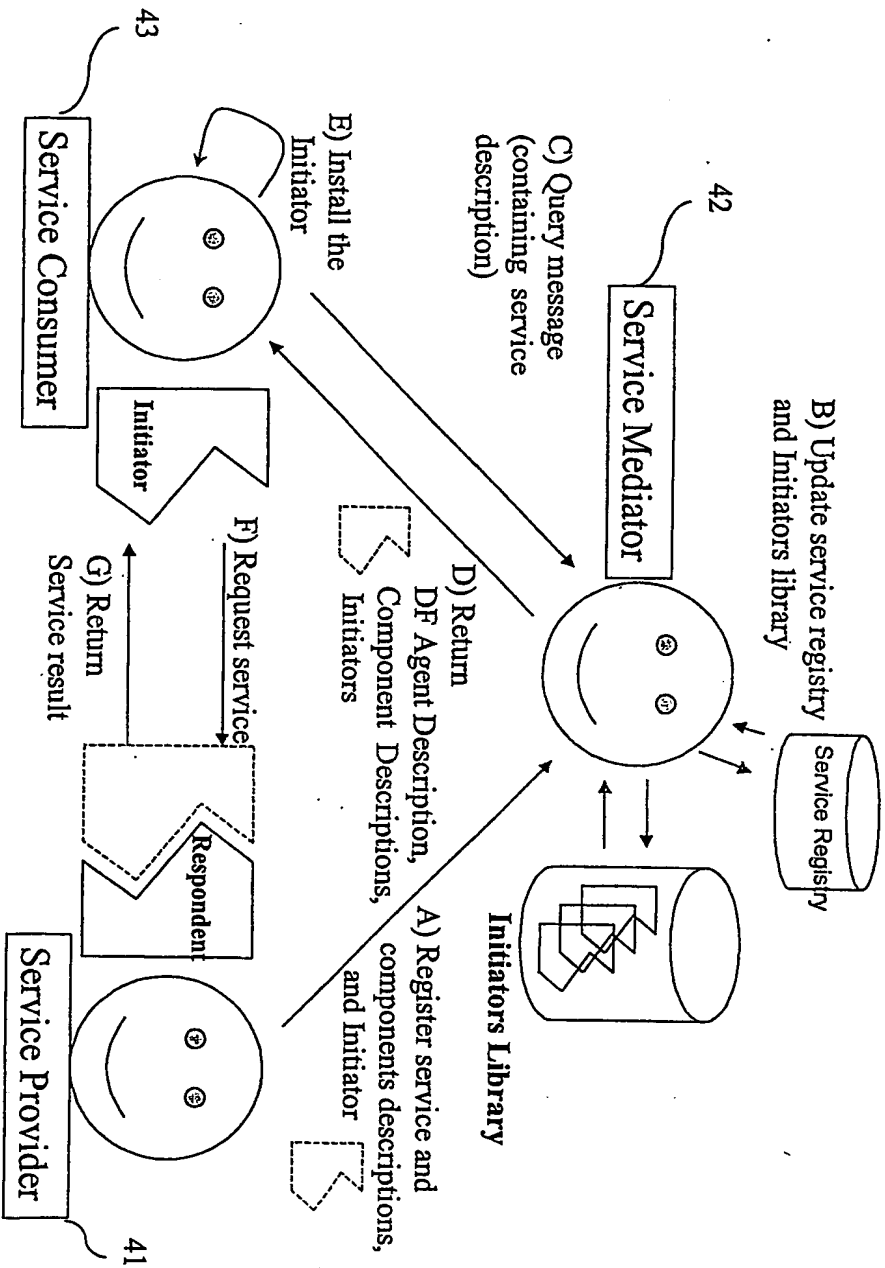 B) Update service registry
and Initiators library
Service Registry
42
Service Mediator
Initiators Library
C) Query message
(containing service
description)
A) Register service and
components descriptions,
and Initiator
D) Return
DF Agent Description,
Component Descriptions,
Initiators
E) Install the
Initiator
43
Service Consumer
Initiator
F) Request service
G) Return
Service result
Respondent
Service Provider
41